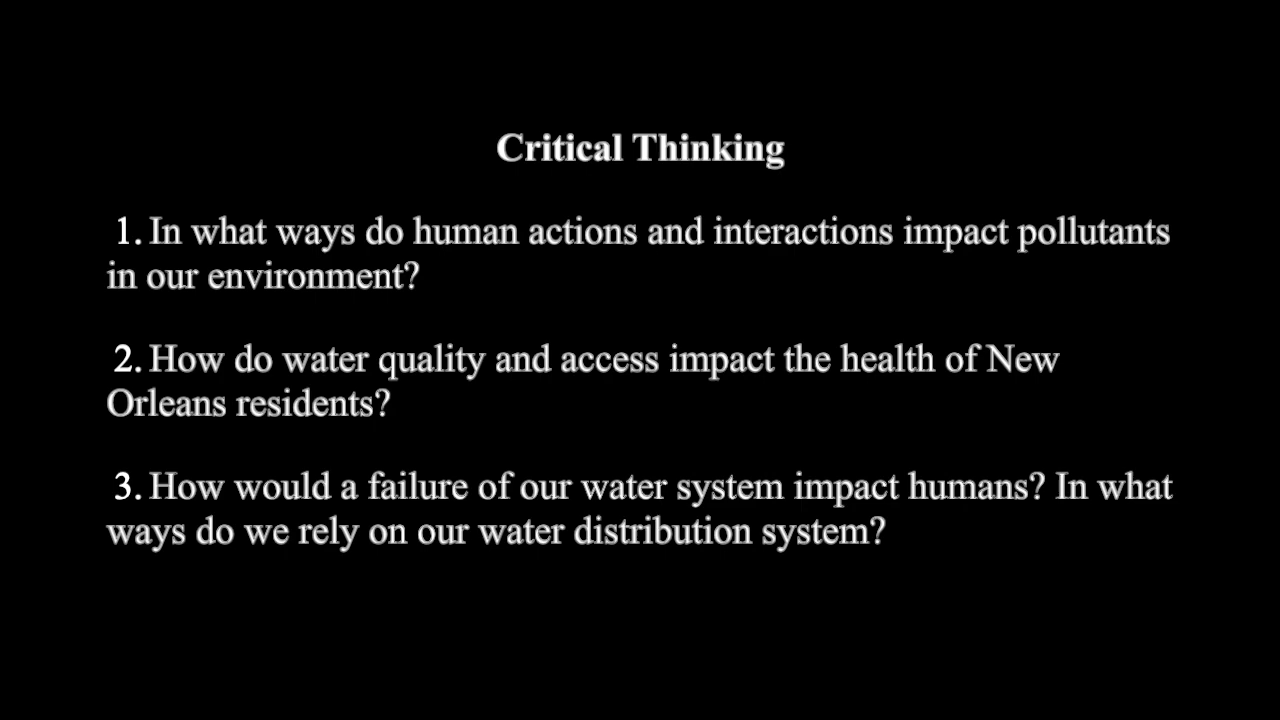 Critical Thinking
1. In what ways do human actions and interactions impact pollutants
in our environment?
2. How do water quality and access impact the health of New
Orleans residents?
3. How would a failure of our water system impact humans? In what
ways do we rely on our water distribution system?